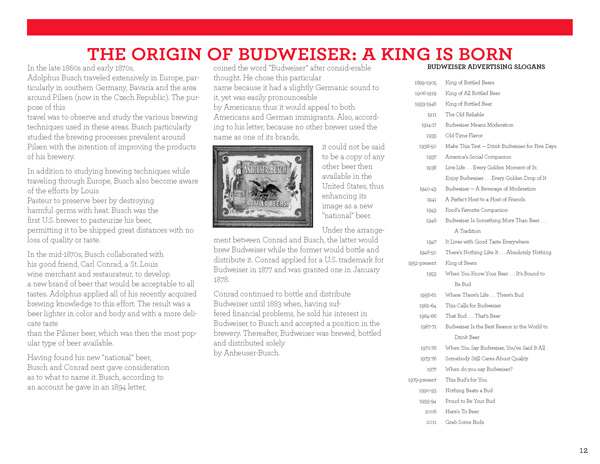 THE ORIGIN OF BUDWEISER: A KING IS BORN
In the late 1860s and early 1870s,
Adolphus Busch traveled extensively in Europe, par-
ticularly in southern Germany, Bavaria and the area
around Pilsen (now in the Czech Republic). The pur-
pose of this
travel was to observe and study the various brewing
techniques used in these areas. Busch particularly
studied the brewing processes prevalent around
Pilsen with the intention of improving the products
of his brewery.
In addition to studying brewing techniques while
traveling through Europe, Busch also become aware
of the efforts by Louis
Pasteur to preserve beer by destroying
harmful germs with heat. Busch was the
first U.S. brewer to pasteurize his beer,
permitting it to be shipped great distances with no
loss of quality or taste.
In the mid-1870s, Busch collaborated with
his good friend, Carl Conrad, a St. Louis
wine merchant and restaurateur, to develop
a new brand of beer that would be acceptable to all
tastes. Adolphus applied all of his recently acquired
brewing knowledge to this effort. The result was a
beer lighter in color and body and with a more deli-
cate taste
than the Pilsner beer, which was then the most pop-
ular type of beer available.
Having found his new "national" beer,
Busch and Conrad next gave consideration
as to what to name it. Busch, according to
an account he gave in an 1894 letter,
coined the word "Budweiser" after consid-erable
thought. He chose this particular
name because it had a slightly Germanic sound to
it, yet was easily pronounceable
by Americans; thus it would appeal to both
Americans and German immigrants. Also, accord-
ing to his letter, because no other brewer used the
same as one of its brands,
it could not be said
to be a copy of any
other beer then
available in the
United States, thus
enhancing its
image as a new
"national" beer.
Under the arrange-
ment between Conrad and Busch, the latter would
brew Budweiser while the former would bottle and
distribute it. Conrad applied for a U.S. trademark for
Budweiser in 1877 and was granted one in January
1878.
Conrad continued to bottle and distribute
Budweiser until 1883 when, having suf-
fered financial problems, he sold his interest in
Budweiser to Busch and accepted a position in the
brewery. Thereafter, Budweiser was brewed, bottled
and distributed solely
by Anheuser-Busch.
BUDWEISER ADVERTISING SLOGANS
1899-1905 King of Bottled Beers
1906-1919 King of All Bottled Beer
1933-1946 King of Bottled Beer
1911 The Old Reliable
1914-17 Budweiser Means Moderation
1935 Old-Time Flavor
1936-50 Make This Test — Drink Budweiser for Five Days
1937 America's Social Companion
1938 Live Life . . . Every Golden Moment of It;
Enjoy Budweiser . . . Every Golden Drop of It
1940-43 Budweiser — A Beverage of Moderation
1941 A Perfect Host to a Host of Friends
1943 Food's Favorite Companion
1946 Budweiser Is Something More Than Beer . . .
A Tradition
1947 It Lives with Good Taste Everywhere
1948-50 There's Nothing Like It . . . Absolutely Nothing
1952-present King of Beers
1953 When You Know Your Beer . . . It's Bound to
Be Bud
1956-61 Where There's Life . . . There's Bud
1962-64 This Calls for Budweiser
1964-66 That Bud . . . That's Beer
1967-71 Budweiser Is the Best Reason in the World to
Drink Beer
1971-76 When You Say Budweiser, You've Said It All
1975-76 Somebody Still Cares About Quality
1977 When do you say Budweiser?
1979-present This Bud's for You
1990-93 Nothing Beats a Bud
1993-94 Proud to Be Your Bud
2006 Here's To Beer
2011 Grab Some Buds
12